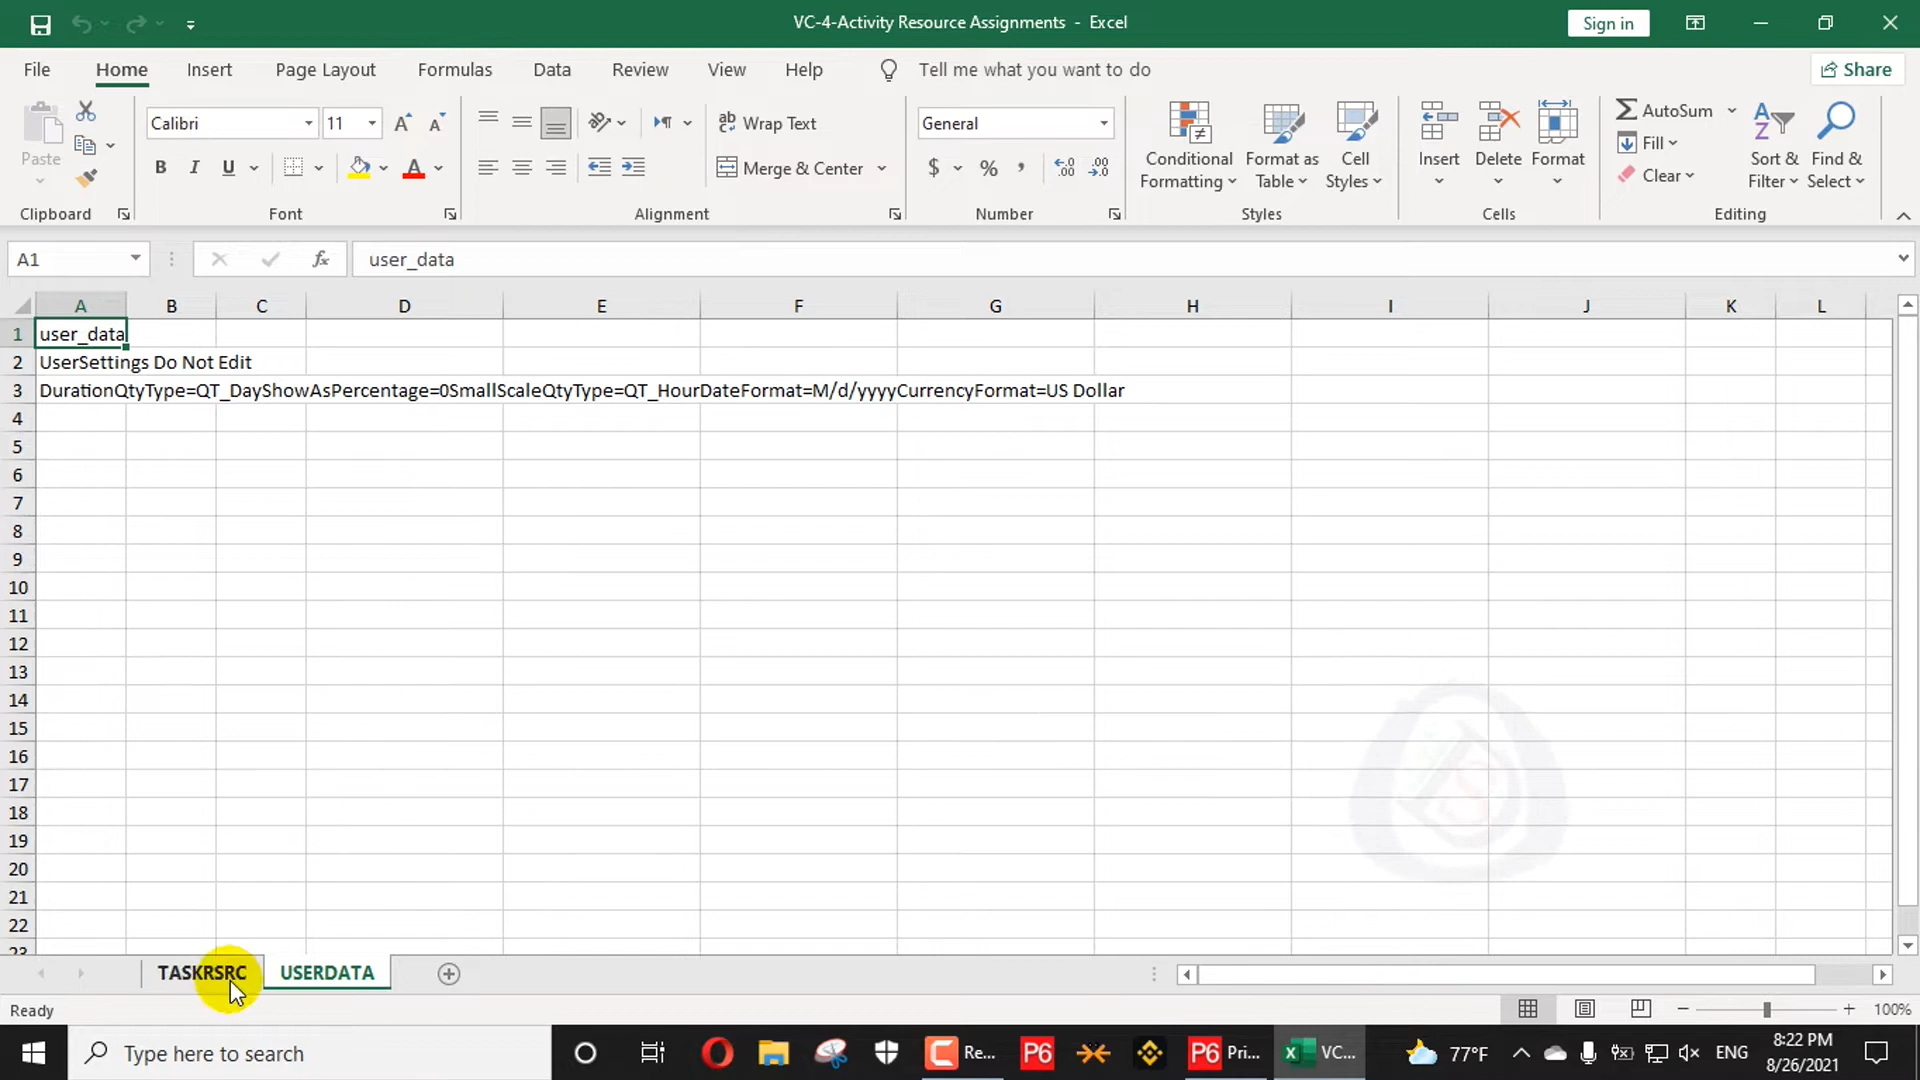 VC-4-Activity Resource Assignments - Excel
Sign in
File Home Insert Page Layout Formulas Data Review View Help Tell me what you want to do Share
Paste
Calibri 11
B I U
Wrap Text
Merge & Center
General
$ % ,
Conditional Formatting
Format as Table
Cell Styles
Insert Delete Format
AutoSum
Fill
Clear
Sort & Filter
Find & Select
Clipboard Font Alignment Number Styles Cells Editing
A1 fx user_data
A B C D E F G H I J K L
1 user_data
2 UserSettings Do Not Edit
3 DurationQtyType=QT_DayShowAsPercentage=0SmallScaleQtyType=QT_HourDateFormat=M/d/yyyyCurrencyFormat=US Dollar
4
5
6
7
8
9
10
11
12
13
14
15
16
17
18
19
20
21
22
23
TASKRSRC USERDATA
Ready 100%
Type here to search Re... P6 P6 Pri... VC... 77°F ENG 8:22 PM
8/26/2021